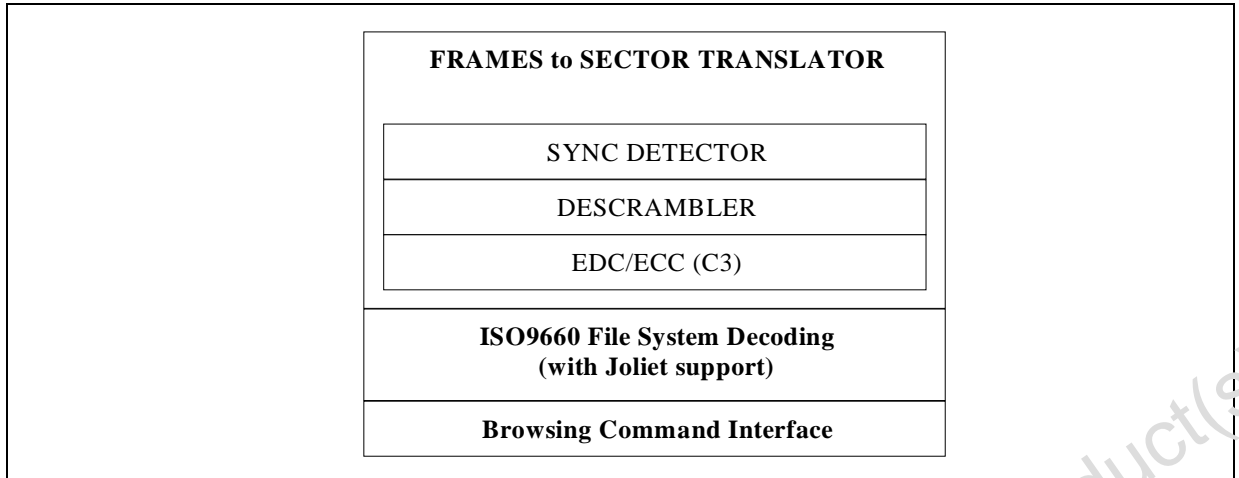 FRAMES to SECTOR TRANSLATOR
SYNC DETECTOR
DESCRAMBLER
EDC/ECC (C3)
ISO9660 File System Decoding
(with Joliet support)
Browsing Command Interface